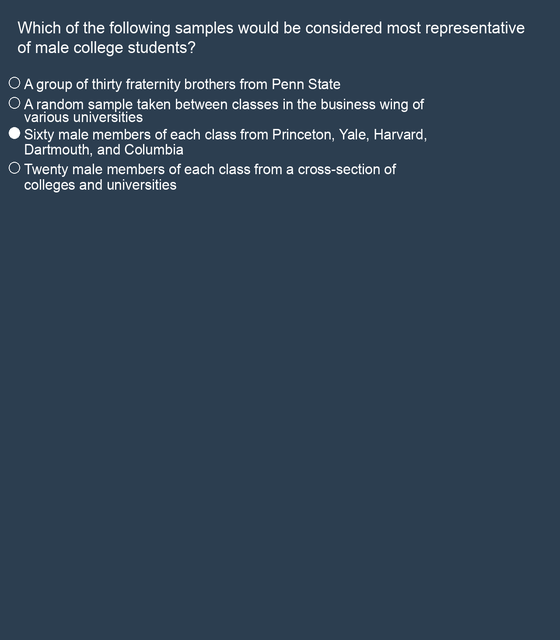 Which of the following samples would be considered most representative
of male college students?
A group of thirty fraternity brothers from Penn State
A random sample taken between classes in the business wing of
various universities
Sixty male members of each class from Princeton, Yale, Harvard,
Dartmouth, and Columbia
Twenty male members of each class from a cross-section of
colleges and universities